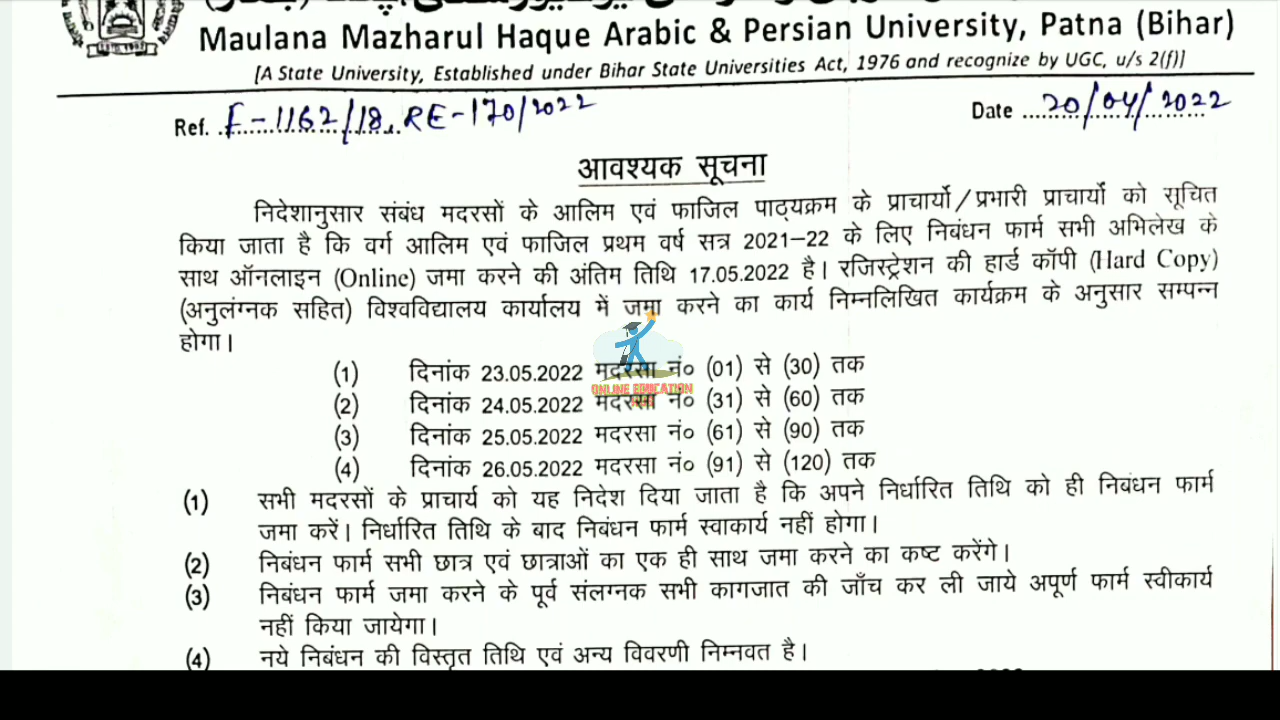 Maulana Mazharul Haque Arabic & Persian University, Patna (Bihar)
[A State University, Established under Bihar State Universities Act, 1976 and recognize by UGC, u/s 2(f)]
Ref. F-1162/18, RE-170/2022 Date 20/04/2022
आवश्यक सूचना
निदेशानुसार संबंध मदरसों के आलिम एवं फाजिल पाठ्यक्रम के प्राचार्यो/प्रभारी प्राचार्यों को सूचित
किया जाता है कि वर्ग आलिम एवं फाजिल प्रथम वर्ष सत्र 2021–22 के लिए निबंधन फार्म सभी अभिलेख के
साथ ऑनलाइन (Online) जमा करने की अंतिम तिथि 17.05.2022 है। रजिस्ट्रेशन की हार्ड कॉपी (Hard Copy)
(अनुलंग्नक सहित) विश्वविद्यालय कार्यालय में जमा करने का कार्य निम्नलिखित कार्यक्रम के अनुसार सम्पन्न
होगा।
(1) दिनांक 23.05.2022 मदरसा नं० (01) से (30) तक
(2) दिनांक 24.05.2022 मदरसा नं० (31) से (60) तक
ONLINE EDUCATION
(3) दिनांक 25.05.2022 मदरसा नं० (61) से (90) तक
(4) दिनांक 26.05.2022 मदरसा नं० (91) से (120) तक
(1) सभी मदरसों के प्राचार्य को यह निदेश दिया जाता है कि अपने निर्धारित तिथि को ही निबंधन फार्म
जमा करें। निर्धारित तिथि के बाद निबंधन फार्म स्वाकार्य नहीं होगा।
(2) निबंधन फार्म सभी छात्र एवं छात्राओं का एक ही साथ जमा करने का कष्ट करेंगे।
(3) निबंधन फार्म जमा करने के पूर्व संलग्नक सभी कागजात की जाँच कर ली जाये अपूर्ण फार्म स्वीकार्य
नहीं किया जायेगा।
(4) नये निबंधन की विस्तृत तिथि एवं अन्य विवरणी निम्नवत है।